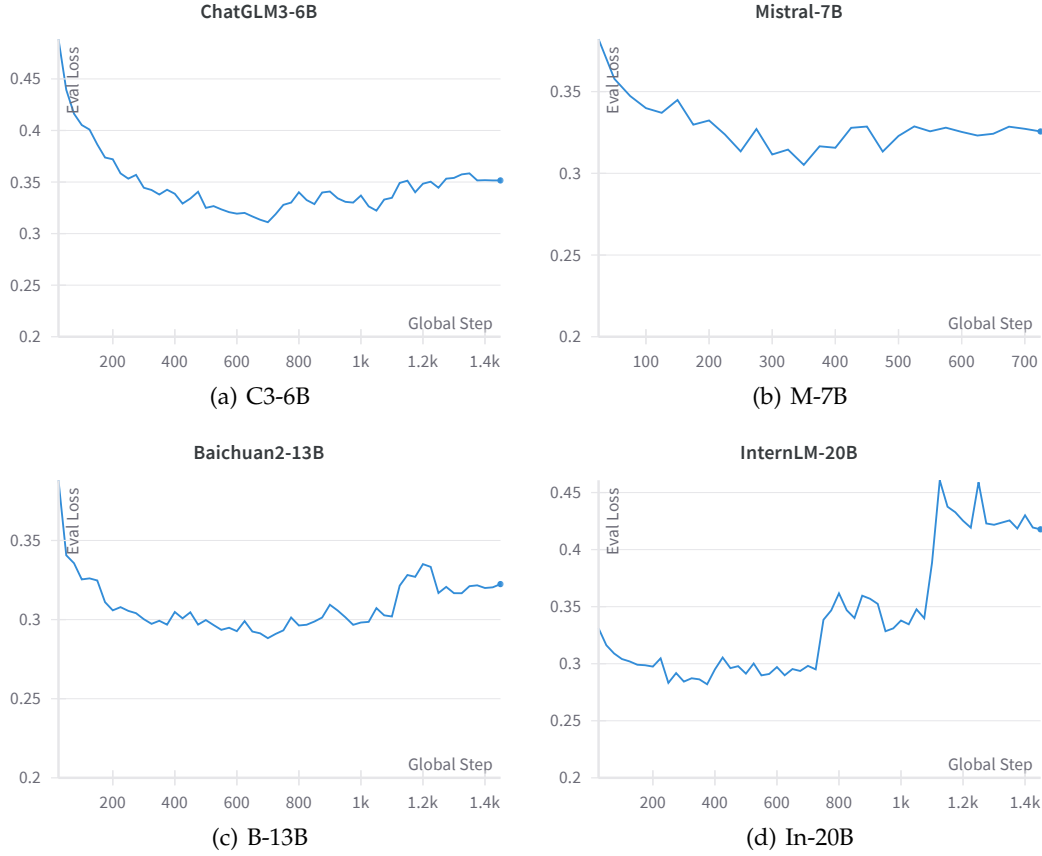 ChatGLM3-6B
Eval Loss
0.45
0.4
0.35
0.3
0.25
0.2
Global Step
200 400 600 800 1k 1.2k 1.4k
(a) C3-6B
Mistral-7B
Eval Loss
0.35
0.3
0.25
0.2
Global Step
100 200 300 400 500 600 700
(b) M-7B
Baichuan2-13B
Eval Loss
0.35
0.3
0.25
0.2
Global Step
200 400 600 800 1k 1.2k 1.4k
(c) B-13B
InternLM-20B
Eval Loss
0.45
0.4
0.35
0.3
0.25
0.2
Global Step
200 400 600 800 1k 1.2k 1.4k
(d) In-20B